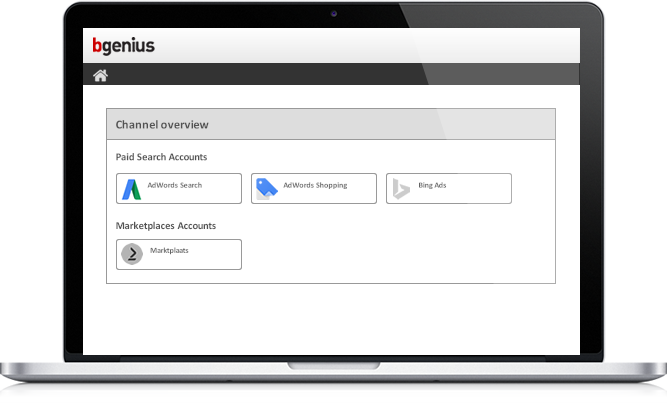 bgenius
Channel overview
Paid Search Accounts
AdWords Search
AdWords Shopping
Bing Ads
Marketplaces Accounts
Marktplaats